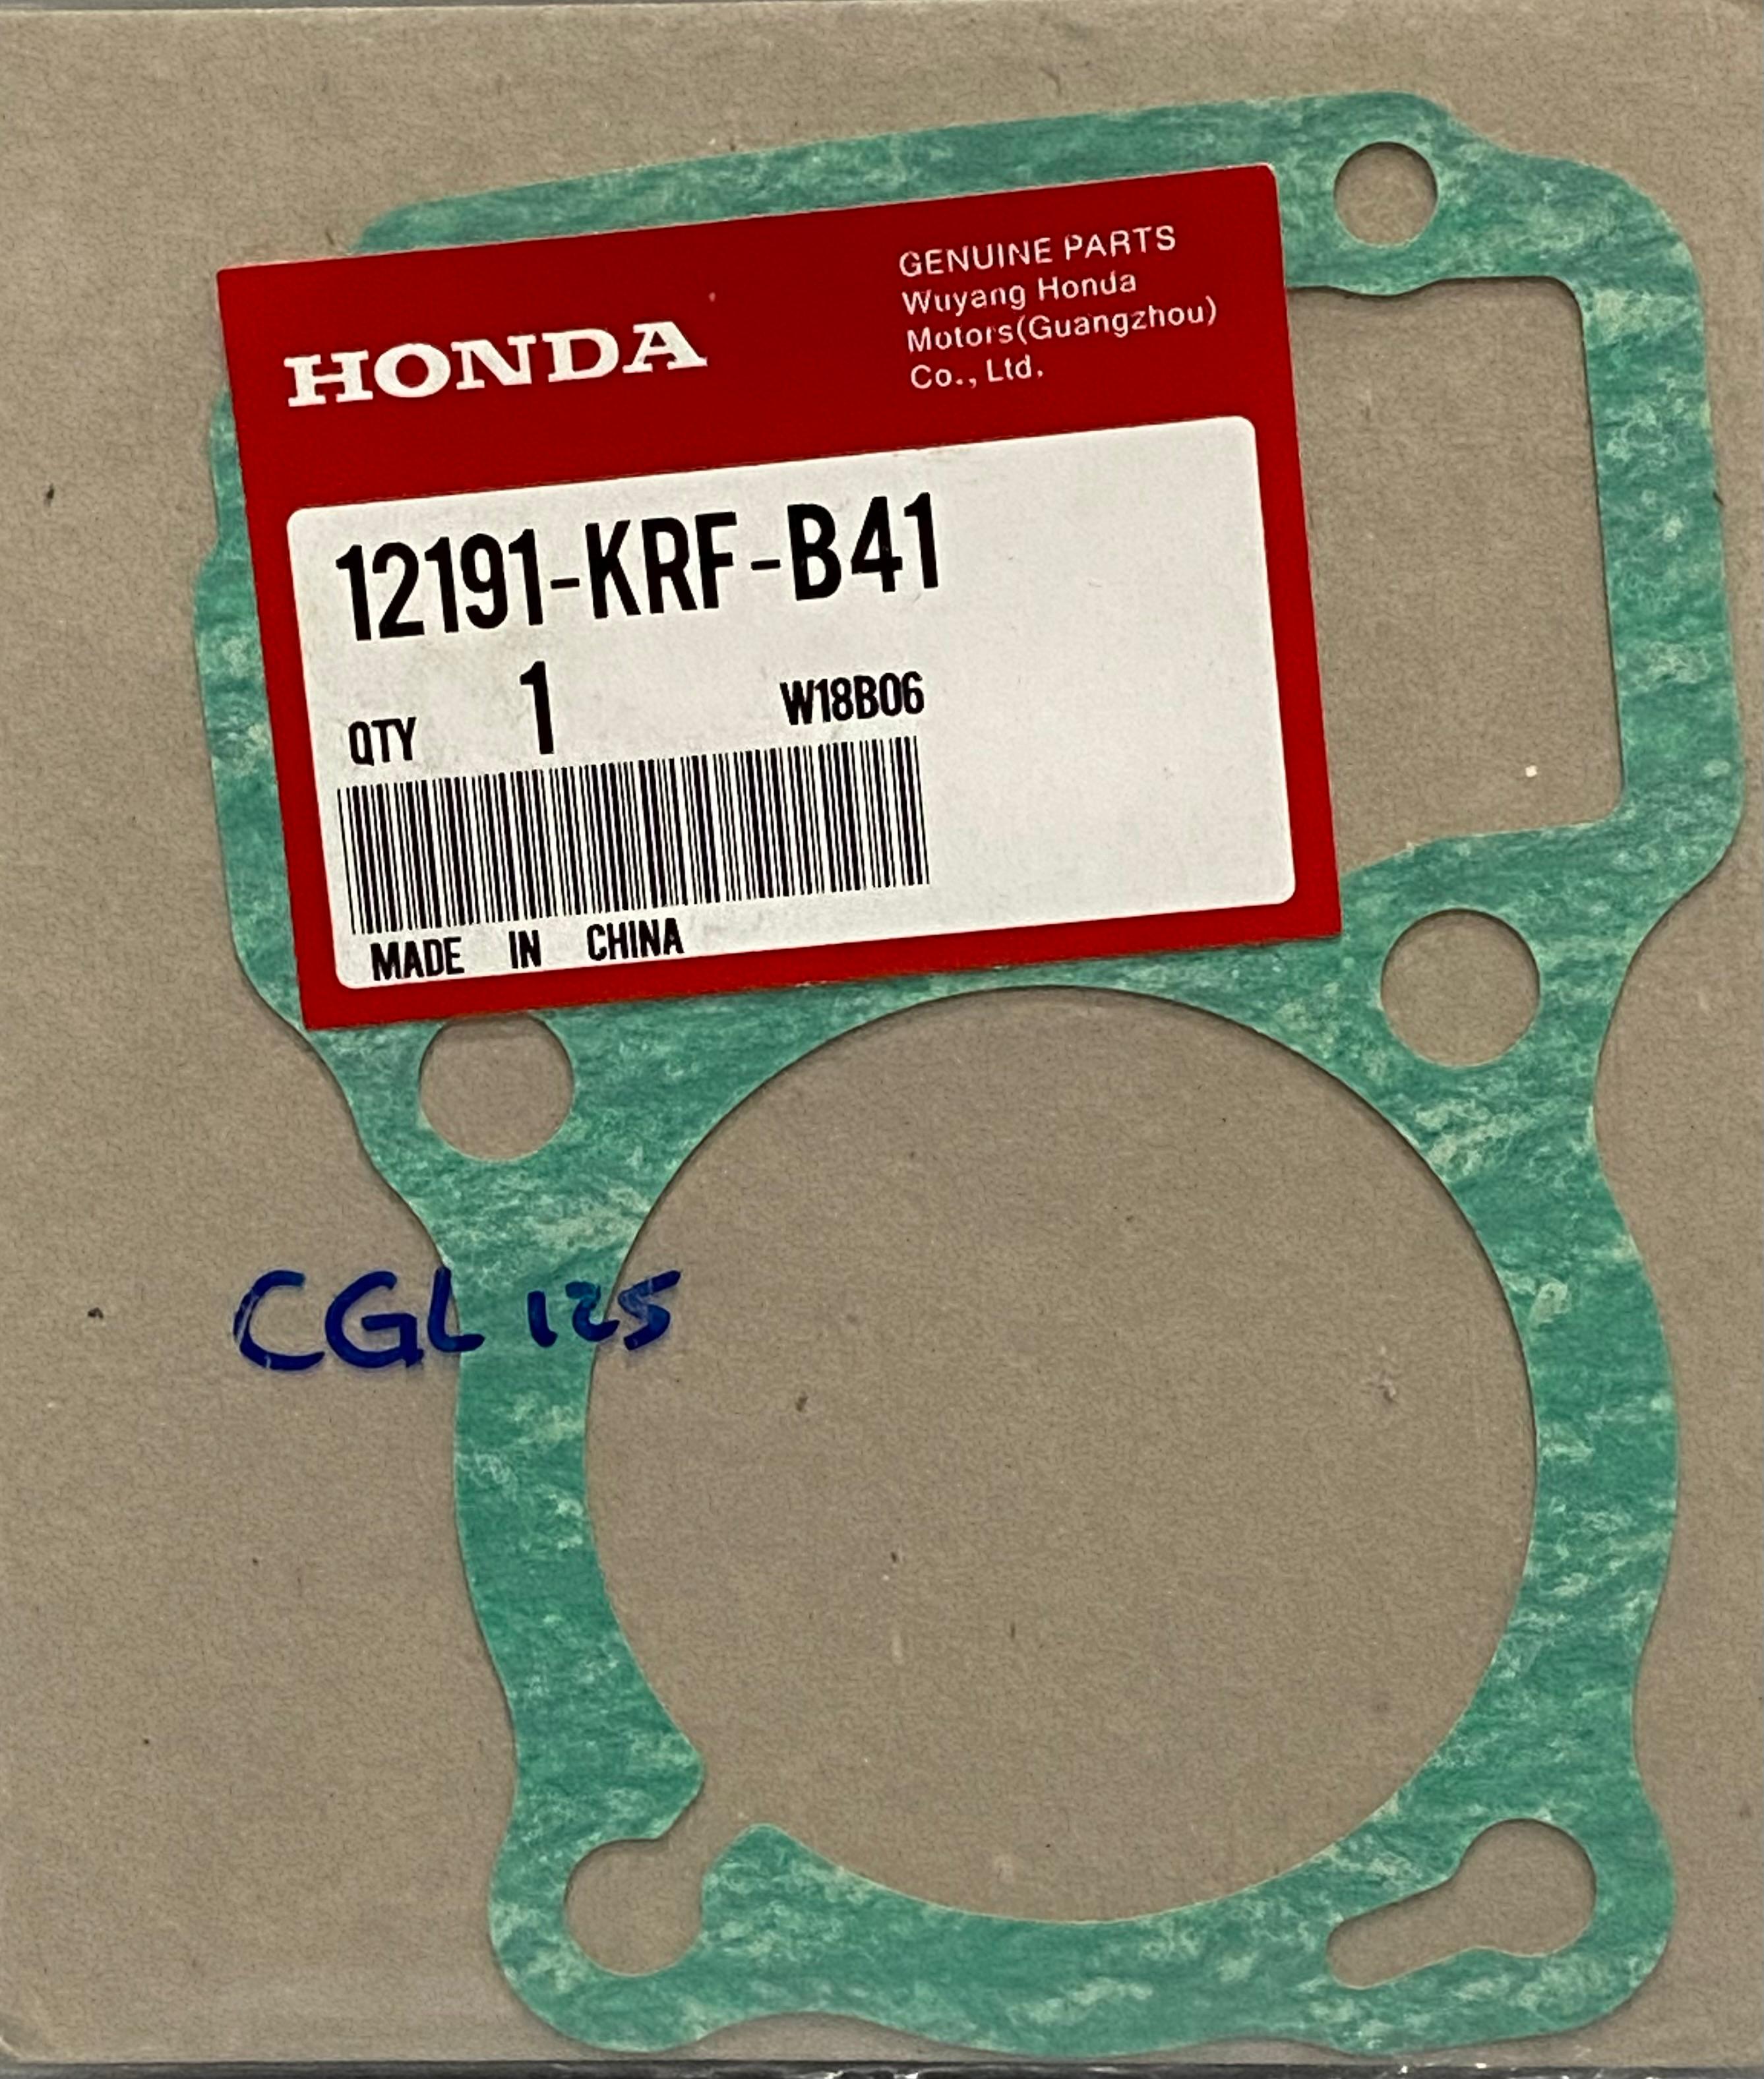 HONDA
GENUINE PARTS
Wuyang Honda
Motors(Guangzhou)
Co., Ltd.
12191-KRF-B41
QTY 1 W18B06
MADE IN CHINA
CGL 125